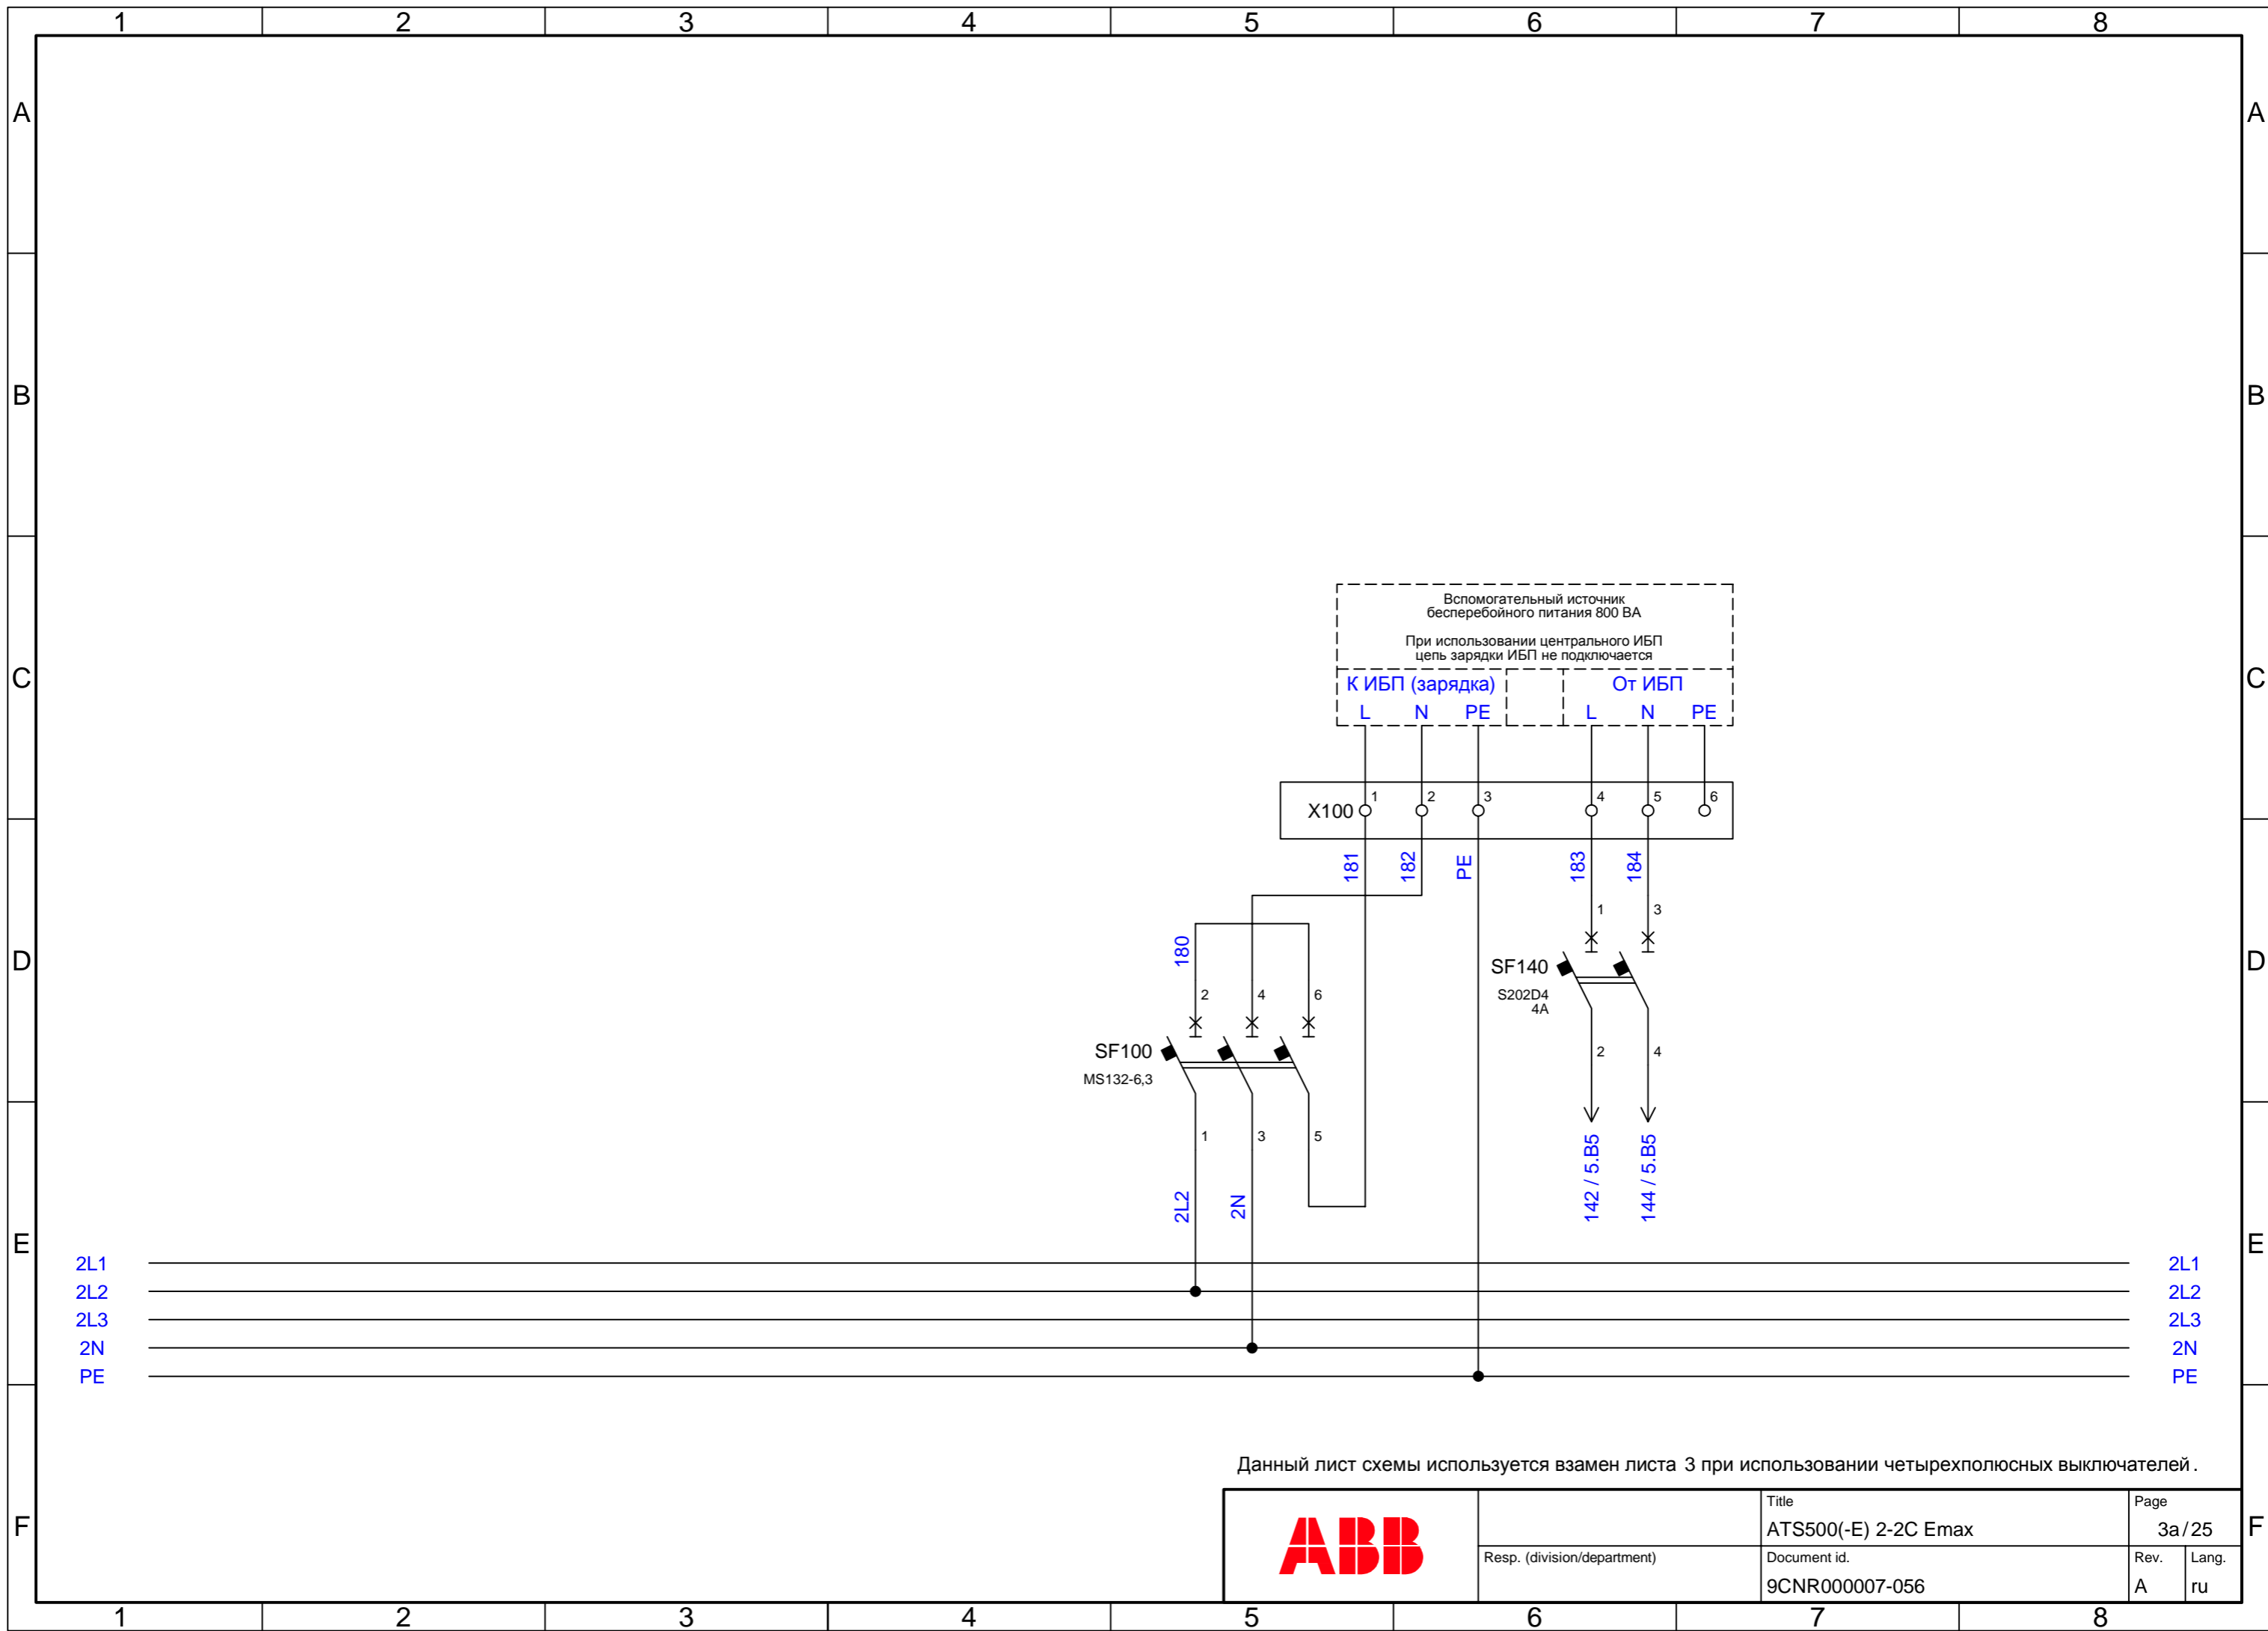 1 2 3 4 5 6 7 8
A A
B B
Вспомогательный источник
бесперебойного питания 800 ВА
При использовании центрального ИБП
цепь зарядки ИБП не подключается
C C
К ИБП (зарядка) От ИБП
L N PE L N PE
X100 1 2 3 4 5 6
181 182 PE 183 184
1 3
180
D D
SF140
S202D4
4A
2 4 6
SF100
MS132-6,3
2 4
1 3 5
142 / 5.B5
144 / 5.B5
2L2 2N
E E
2L1 2L1
2L2 2L2
2L3 2L3
2N 2N
PE PE
Данный лист схемы используется взамен листа 3 при использовании четырехполюсных выключателей.
F F
ABB
Title Page
ATS500(-E) 2-2C Emax 3a/25
Resp. (division/department) Document id. Rev. Lang.
9CNR000007-056 A ru
1 2 3 4 5 6 7 8